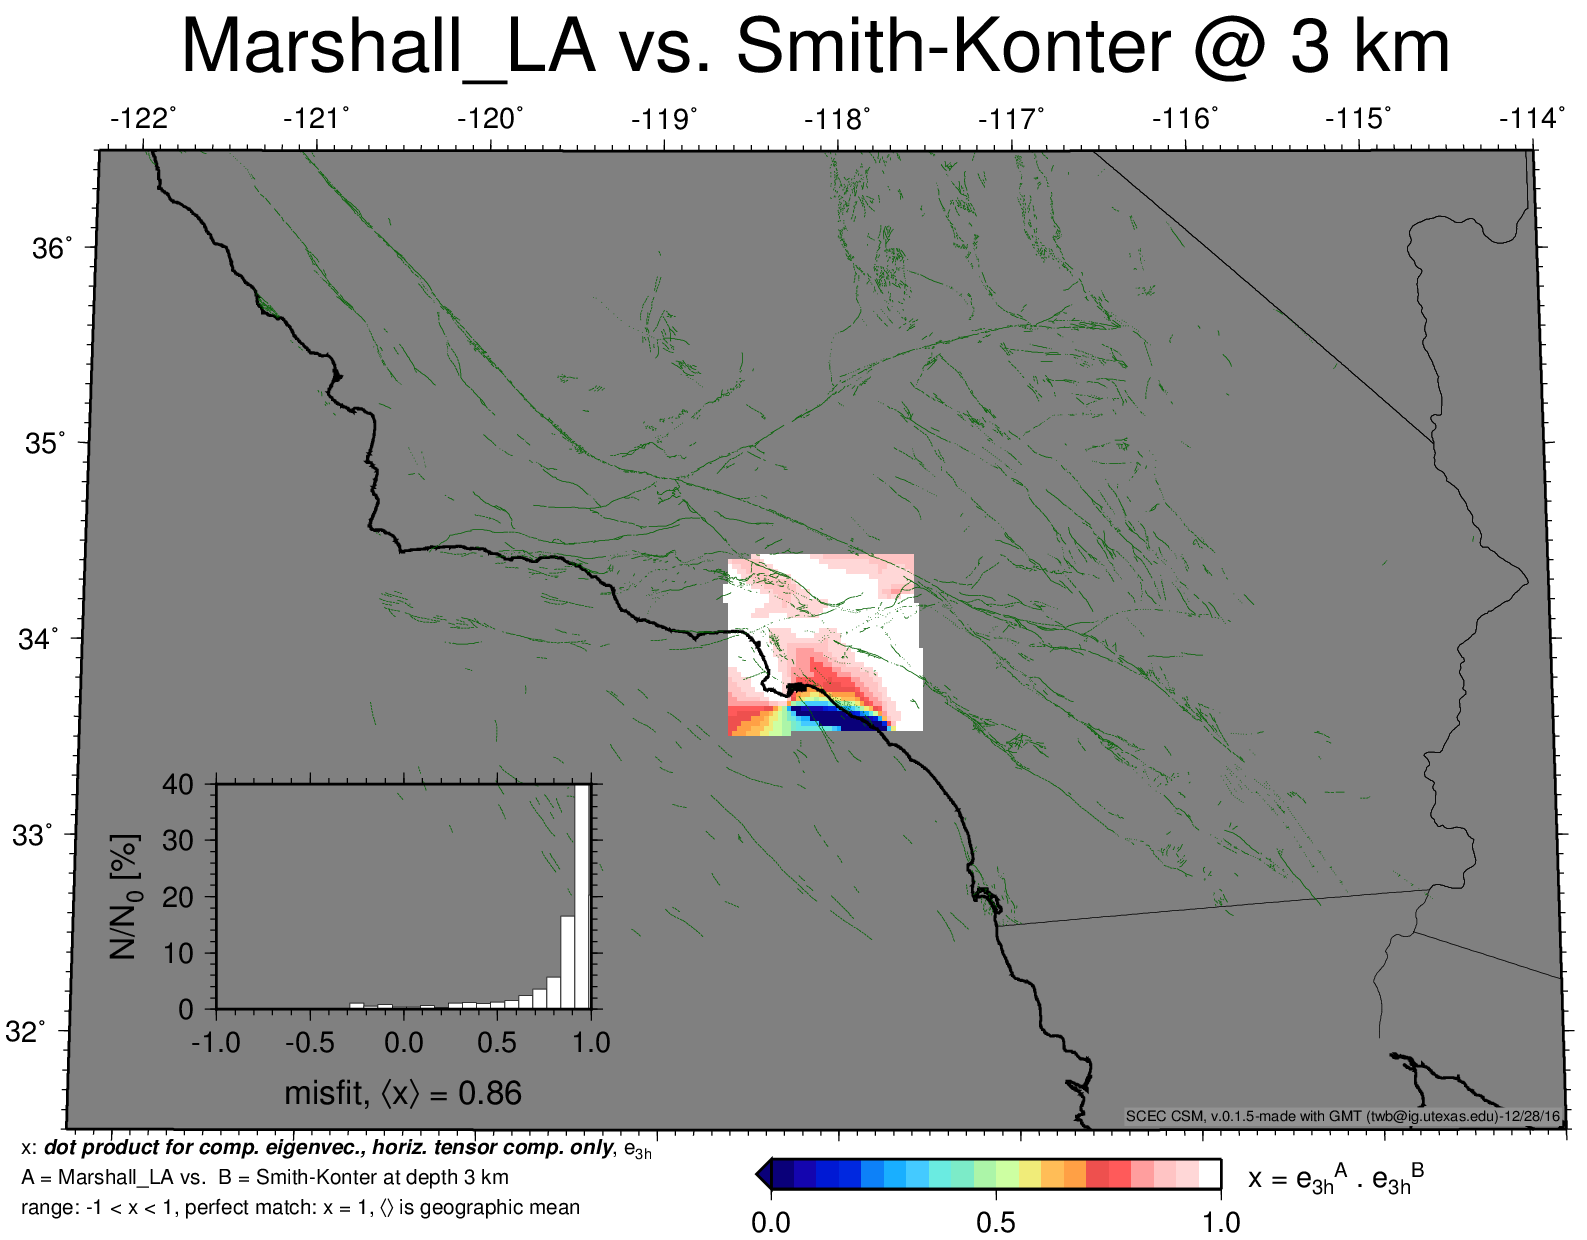 Marshall_LA vs. Smith-Konter @ 3 km
-122˚ -121˚ -120˚ -119˚ -118˚ -117˚ -116˚ -115˚ -114˚
36˚
35˚
34˚
33˚
32˚
40
30
20
10
0
N/N0 [%]
-1.0 -0.5 0.0 0.5 1.0
misfit, ⟨x⟩ = 0.86
SCEC CSM, v.0.1.5-made with GMT (twb@ig.utexas.edu)-12/28/16
x: dot product for comp. eigenvec., horiz. tensor comp. only, e3h
A = Marshall_LA vs. B = Smith-Konter at depth 3 km
range: -1 < x < 1, perfect match: x = 1, ⟨⟩ is geographic mean
x = e3hA . e3hB
0.0 0.5 1.0